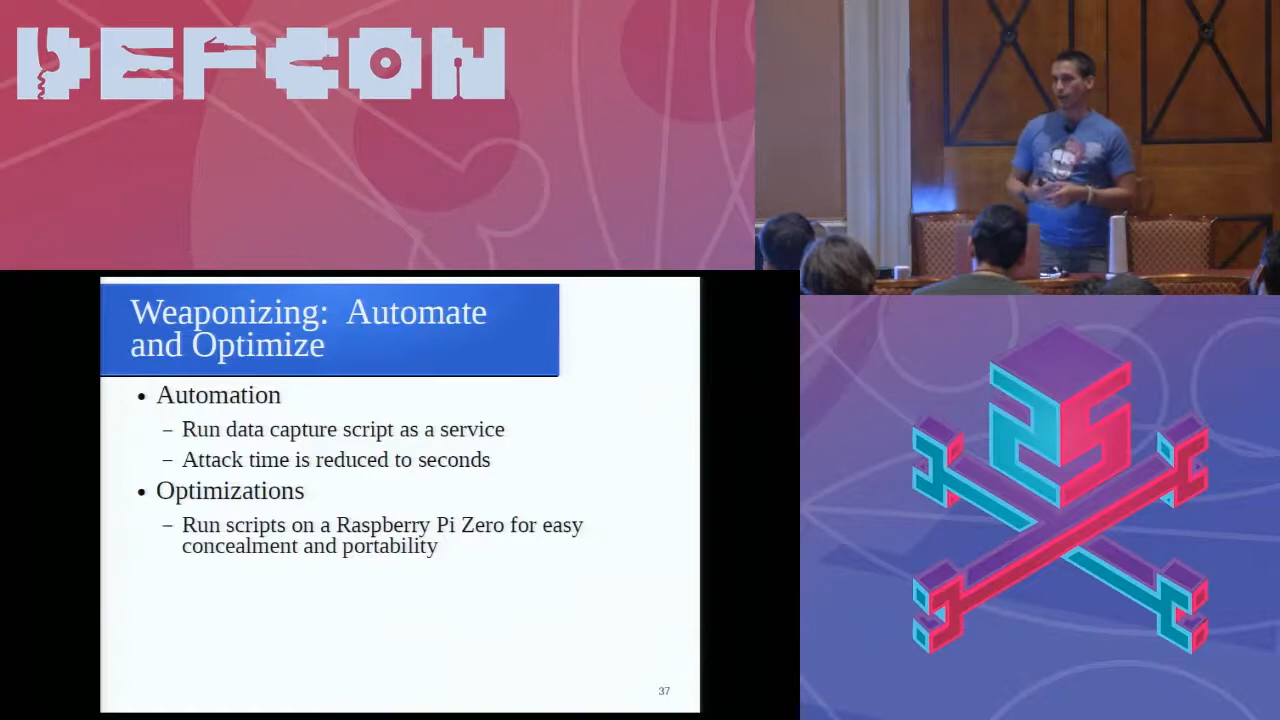 DEFCON
Weaponizing: Automate
and Optimize
• Automation
– Run data capture script as a service
– Attack time is reduced to seconds
• Optimizations
– Run scripts on a Raspberry Pi Zero for easy
concealment and portability
37
25